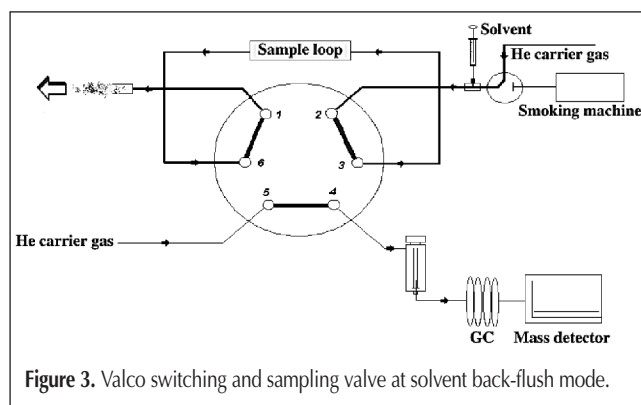 Solvent
Sample loop
He carrier gas
Smoking machine
1
2
6
3
5
4
He carrier gas
GC
Mass detector
Figure 3. Valco switching and sampling valve at solvent back-flush mode.